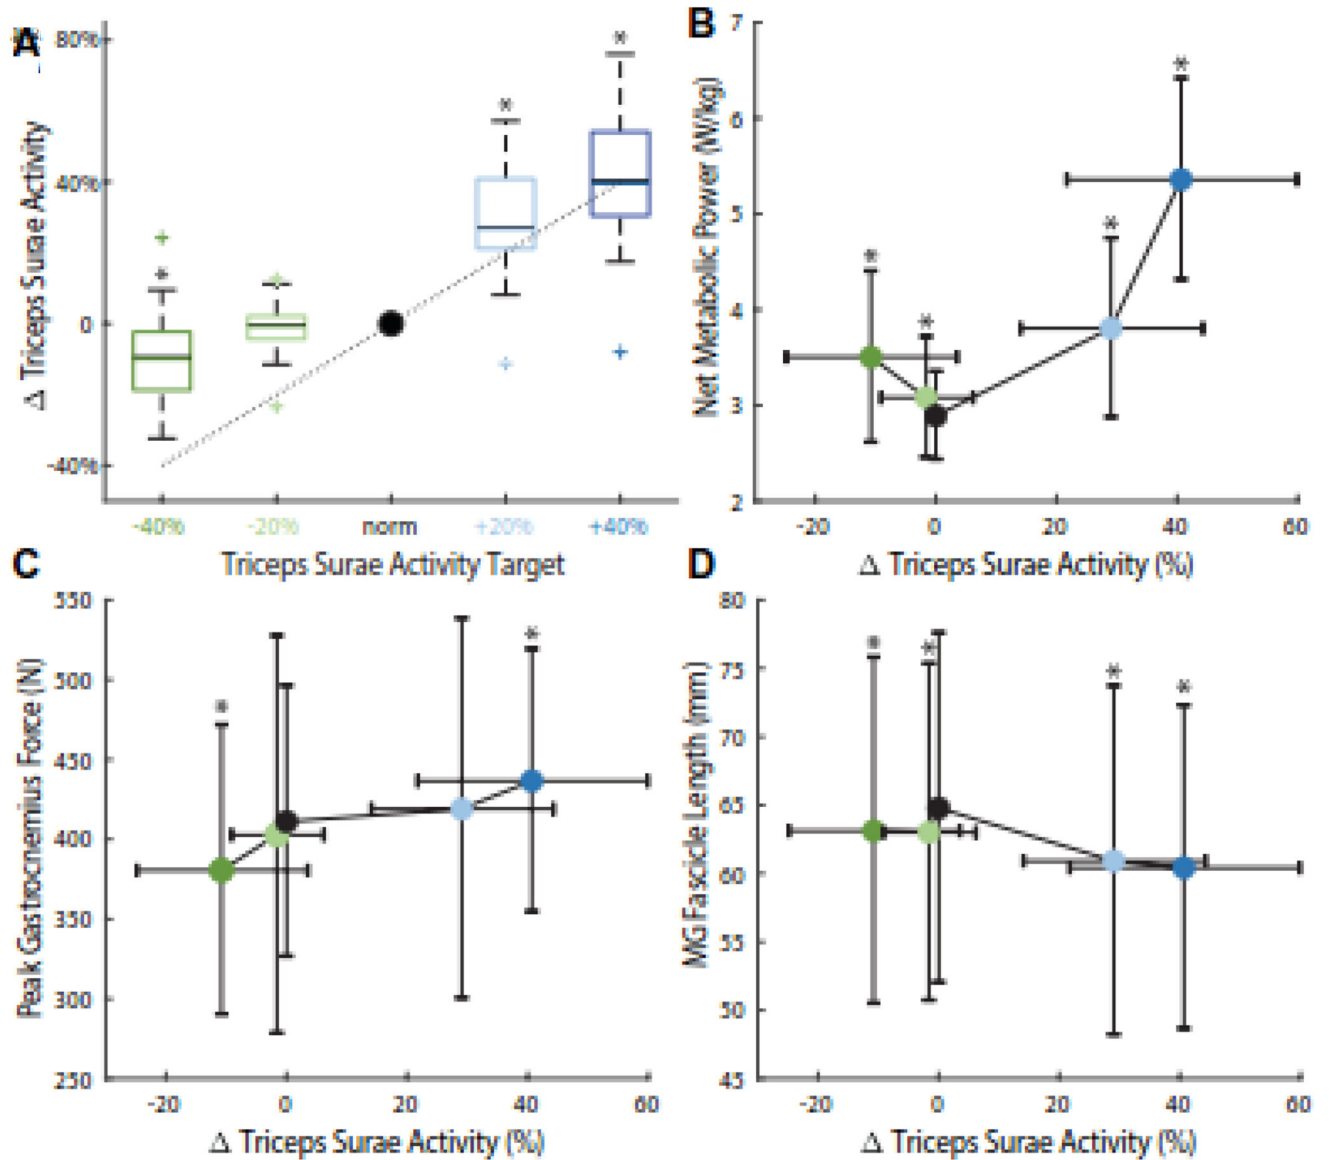 A
80%
40%
0
-40%
Δ Triceps Surae Activity
* * * *
-40% -20% norm +20% +40%
Triceps Surae Activity Target
B
7
6
5
4
3
2
Net Metabolic Power (W/kg)
* * * *
-20 0 20 40 60
Δ Triceps Surae Activity (%)
C
550
500
450
400
350
300
250
Peak Gastrocnemius Force (N)
* *
-20 0 20 40 60
Δ Triceps Surae Activity (%)
D
80
75
70
65
60
55
50
45
MG Fascicle Length (mm)
* * * *
-20 0 20 40 60
Δ Triceps Surae Activity (%)